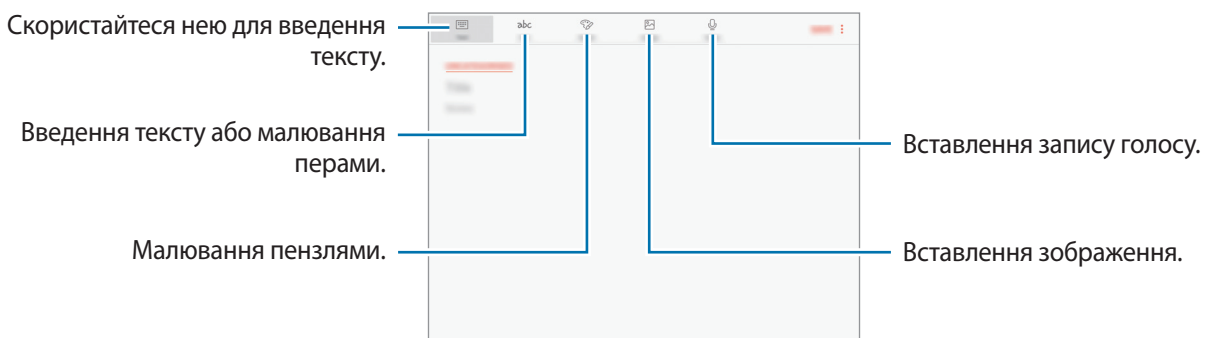 Скористайтеся нею для введення
тексту.
abc
Введення тексту або малювання
перами.
Вставлення запису голосу.
Малювання пензлями.
Вставлення зображення.